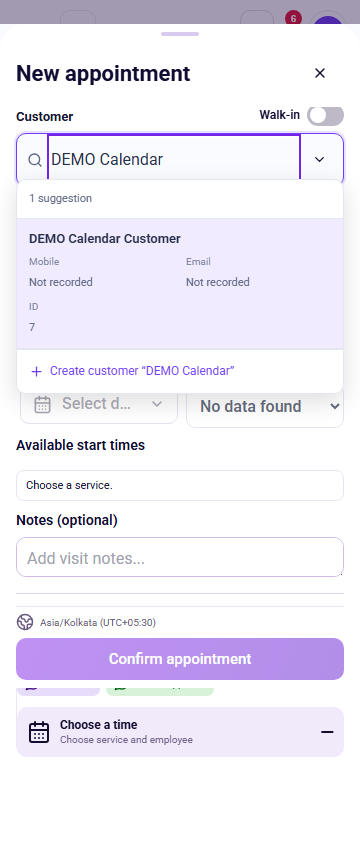 6
New appointment
Customer
Walk-in
DEMO Calendar
1 suggestion
DEMO Calendar Customer
Mobile
Email
Not recorded
Not recorded
ID
7
Create customer “DEMO Calendar”
Select d...
No data found
Available start times
Choose a service.
Notes (optional)
Add visit notes...
Asia/Kolkata (UTC+05:30)
Confirm appointment
Choose a time
Choose service and employee